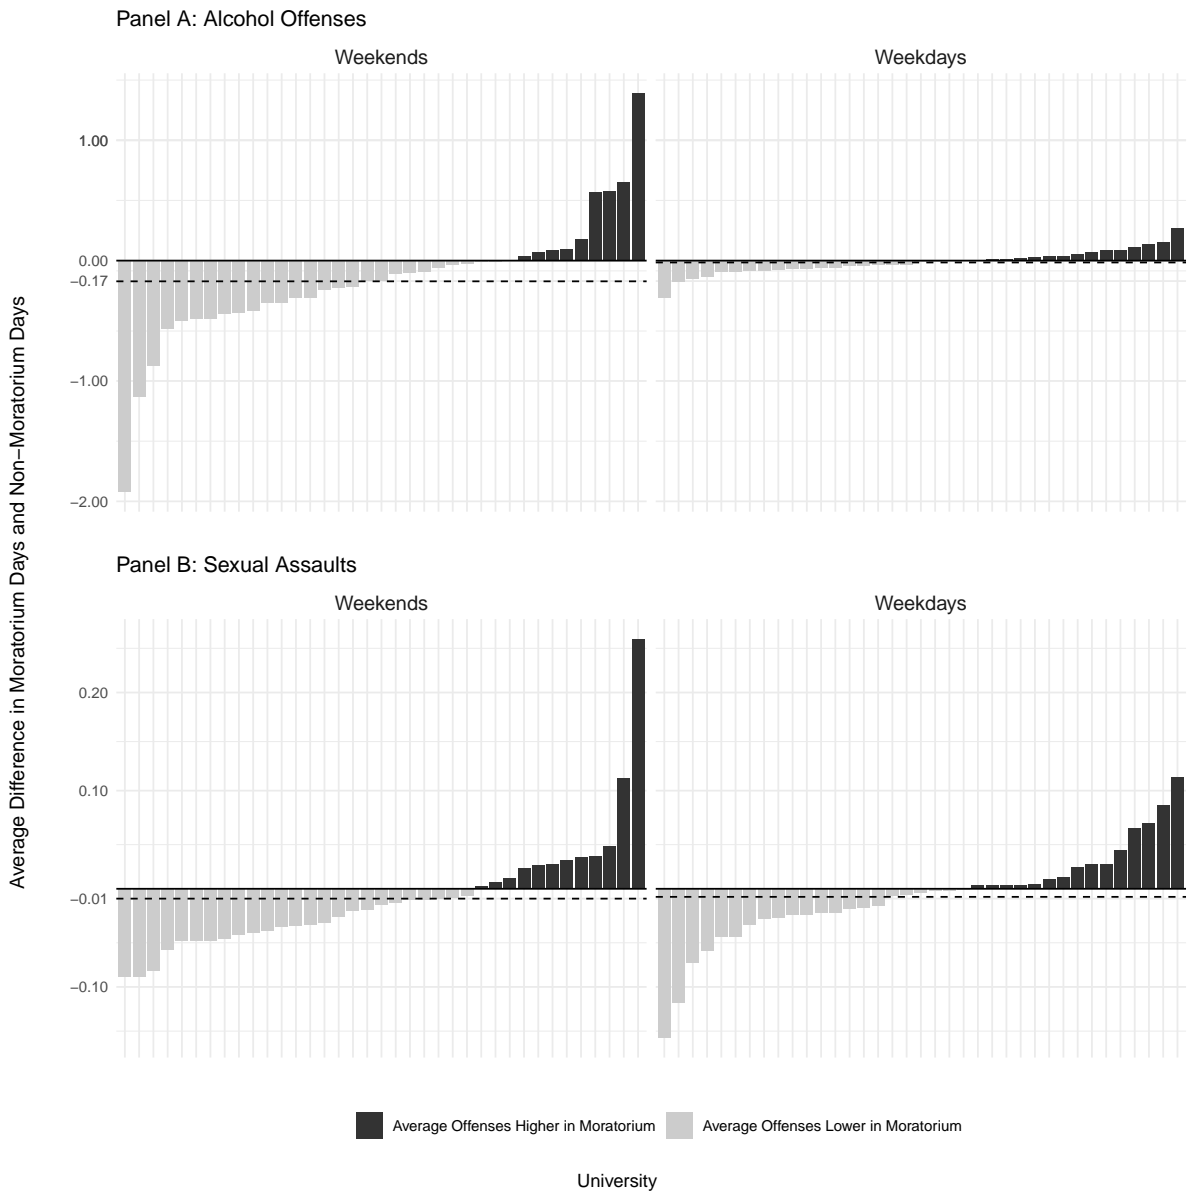 Panel A: Alcohol Offenses
Weekends
Weekdays
1.00
0.00
−0.17
−1.00
−2.00
Average Difference in Moratorium Days and Non−Moratorium Days
Panel B: Sexual Assaults
Weekends
Weekdays
0.20
0.10
−0.01
−0.10
Average Offenses Higher in Moratorium
Average Offenses Lower in Moratorium
University